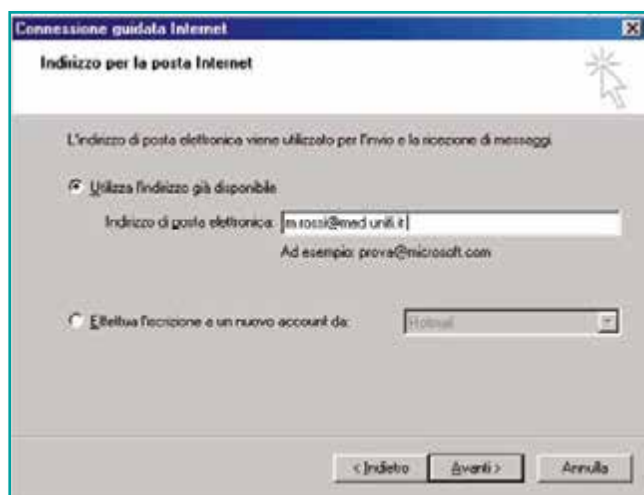 Connessione guidata Internet
Indirizzo per la posta Internet
L'indirizzo di posta elettronica viene utilizzato per l'invio e la ricezione di messaggi
Utilizza l'indirizzo già disponibile
Indirizzo di posta elettronica: m.rossi@med.unifi.it
Ad esempio: prova@microsoft.com
Effettua l'iscrizione a un nuovo account da: Hotmail
< Indietro Avanti > Annulla